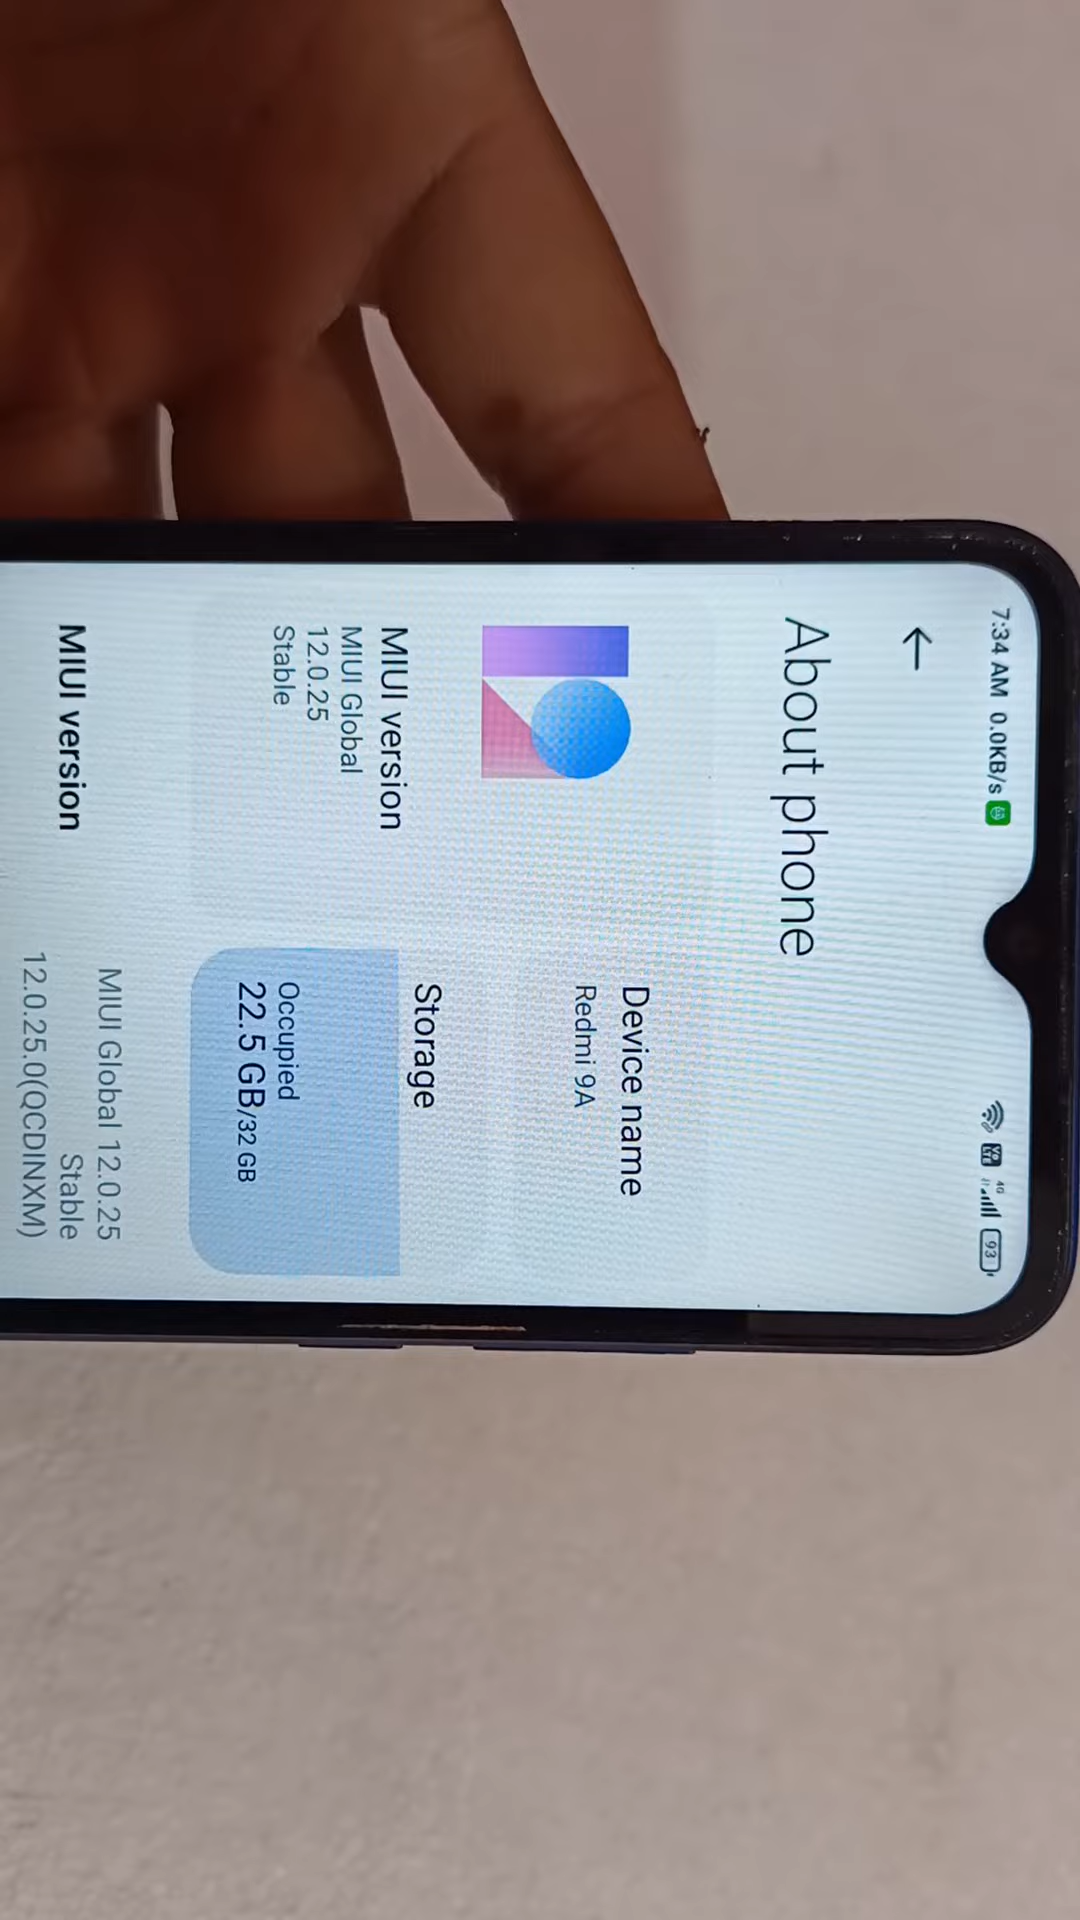 7:34 AM 0.0KB/s
4G
93
About phone
Device name
Redmi 9A
MIUI version
MIUI Global
12.0.25
Stable
Storage
Occupied
22.5 GB/32 GB
MIUI version
MIUI Global 12.0.25
Stable
12.0.25.0(QCDINXM)